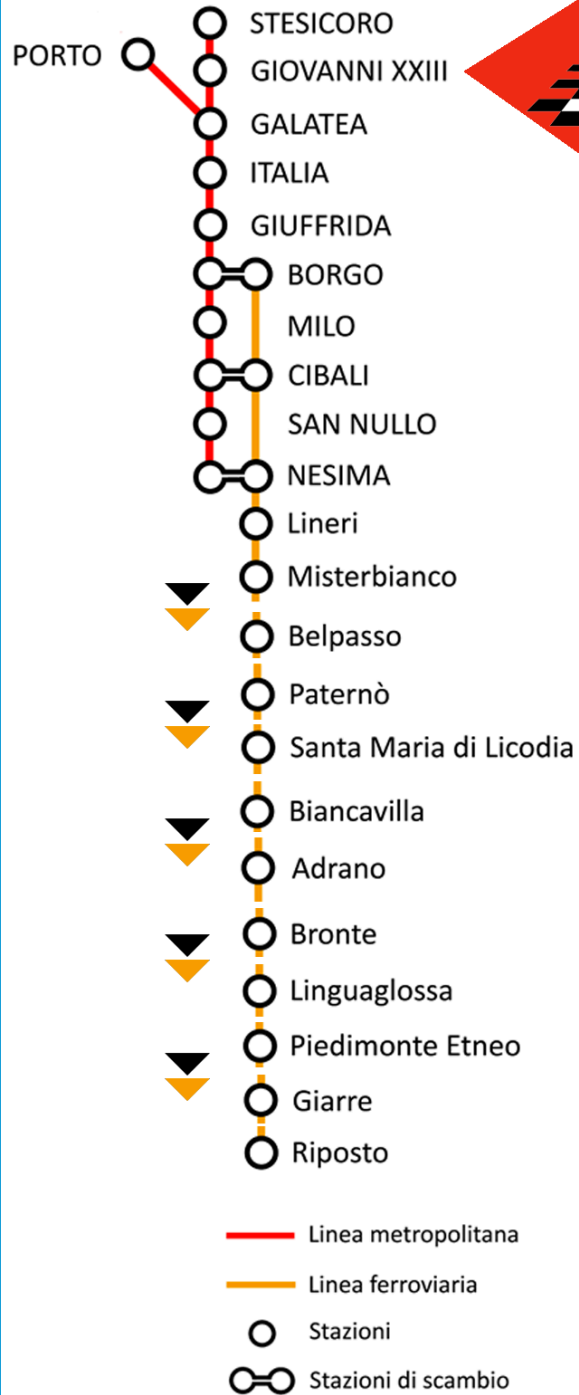 STESICORO
PORTO
GIOVANNI XXIII
GALATEA
ITALIA
GIUFFRIDA
BORGO
MILO
CIBALI
SAN NULLO
NESIMA
Lineri
Misterbianco
Belpasso
Paternò
Santa Maria di Licodia
Biancavilla
Adrano
Bronte
Linguaglossa
Piedimonte Etneo
Giarre
Riposto
Linea metropolitana
Linea ferroviaria
Stazioni
Stazioni di scambio